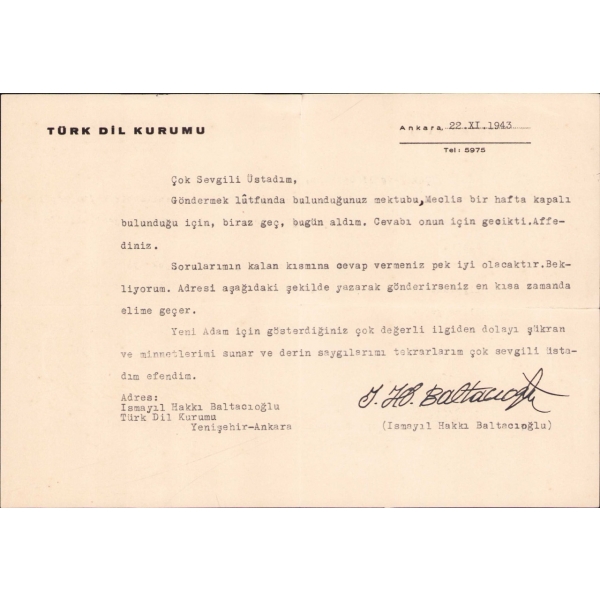 TÜRK DİL KURUMU
Ankara, 22.XI.1943
Tel: 5975
Çok Sevgili Üstadım,
Göndermek lûtfunda bulunduğunuz mektubu,Meclis bir hafta kapalı
bulunduğu için, biraz geç, bugün aldım. Cevabı onun için gecikti.Affe-
diniz.
Sorularımın kalan kısmına cevap vermeniz pek iyi olacaktır.Bek-
liyorum. Adresi aşağıdaki şekilde yazarak gönderirseniz en kısa zamanda
elime geçer.
Yeni Adam için gösterdiğiniz çok değerli ilgiden dolayı şükran
ve minnetlerimi sunar ve derin saygılarımı tekrarlarım çok sevgili üsta-
dım efendim.
Adres:
Ismayıl Hakkı Baltacıoğlu
Türk Dil Kurumu
Yenişehir-Ankara
I. H. Baltacıoğlu
(Ismayıl Hakkı Baltacıoğlu)